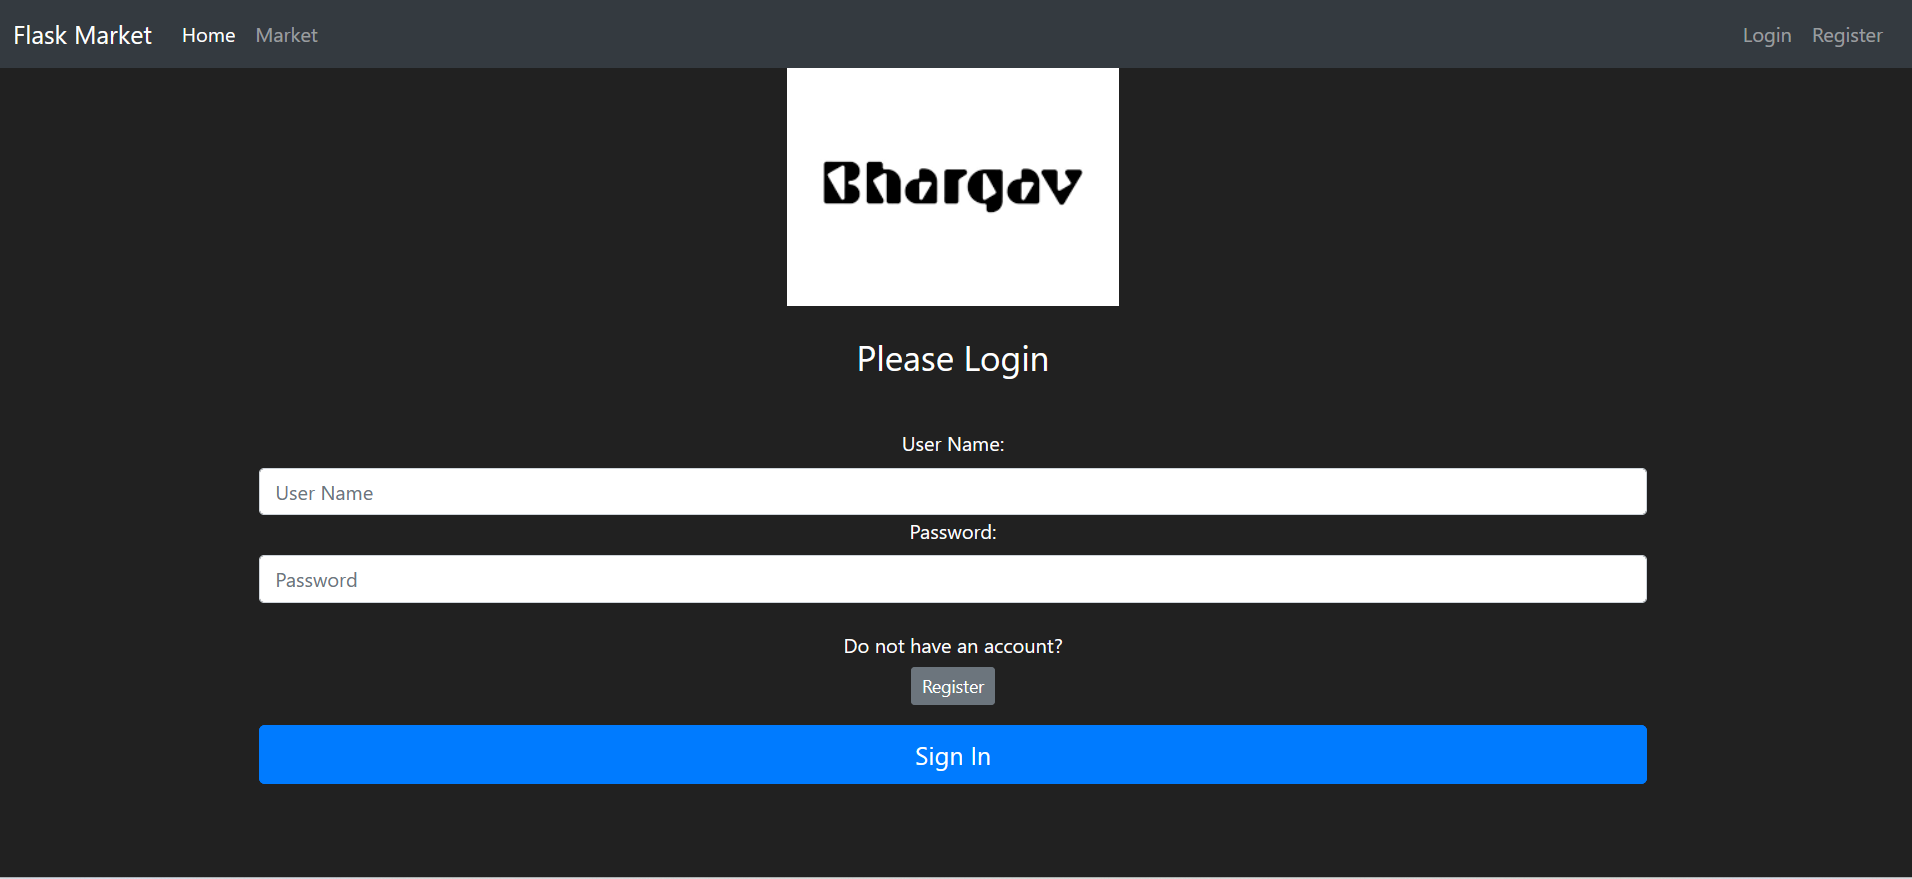 Flask Market Home Market Login Register
Bhargav
Please Login
User Name:
User Name
Password:
Password
Do not have an account?
Register
Sign In